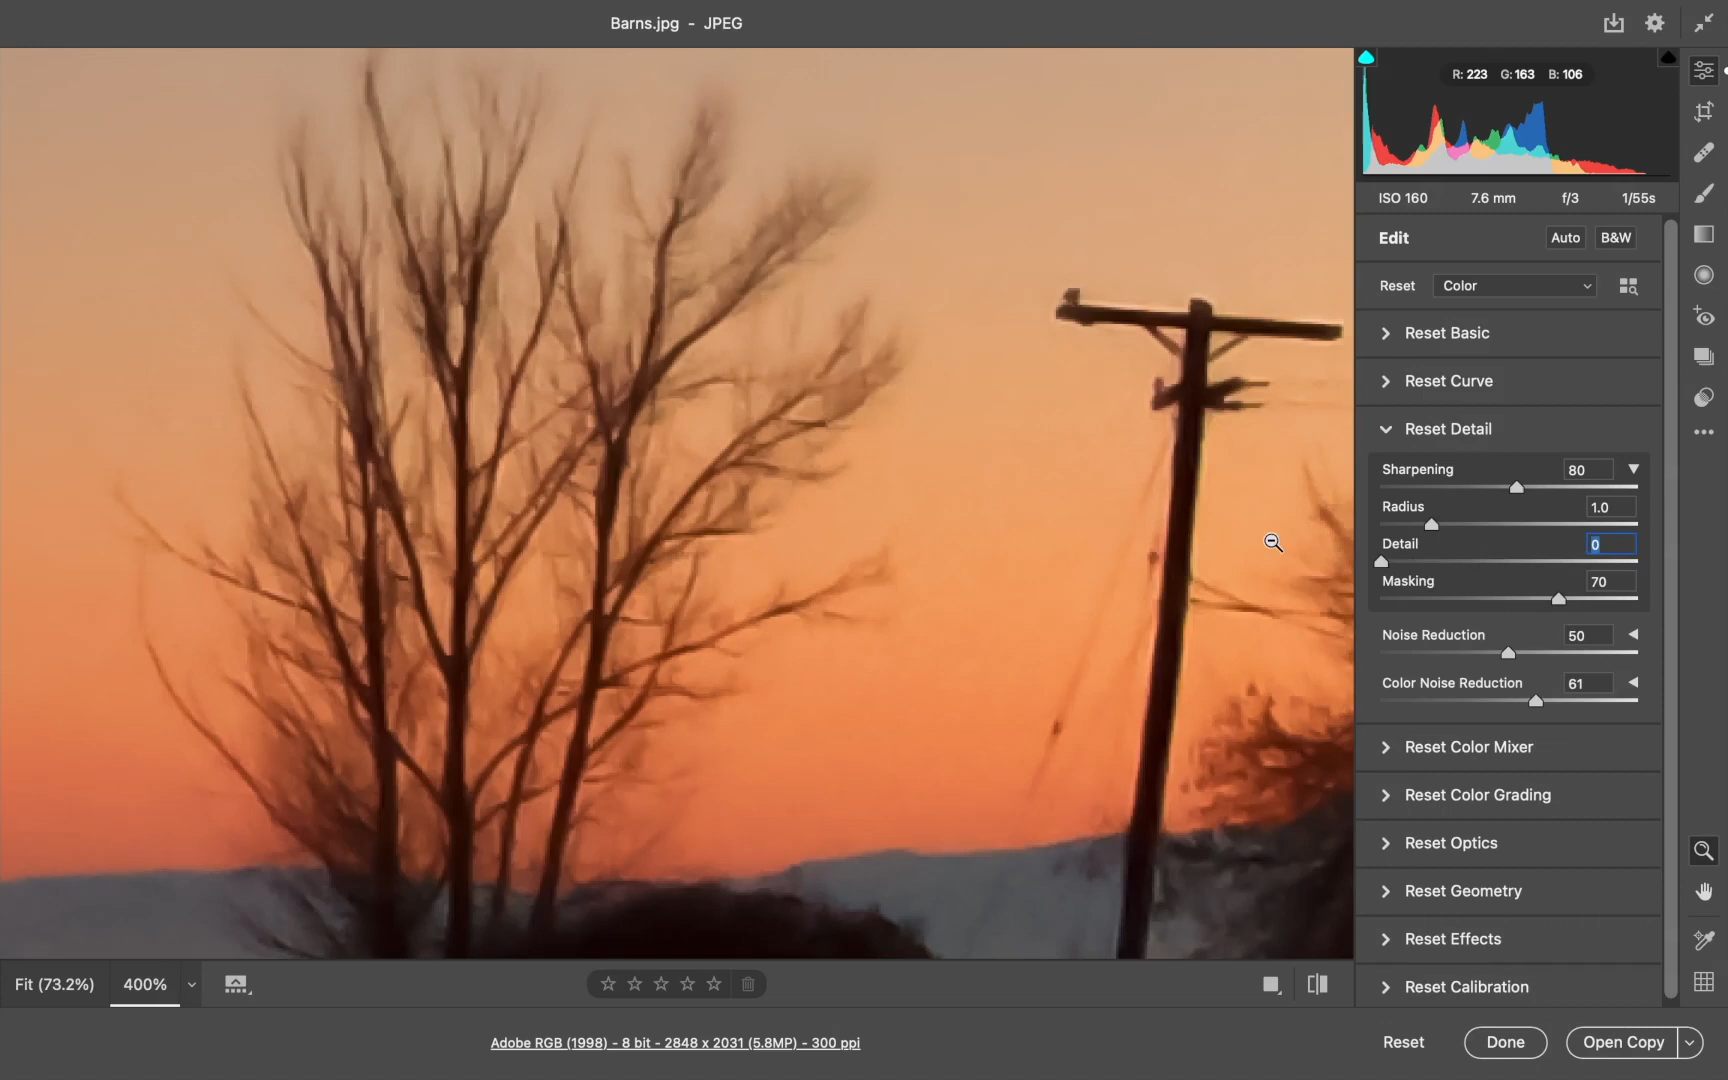 Barns.jpg - JPEG
R: 223 G: 163 B: 106
ISO 160 7.6 mm f/3 1/55s
Edit Auto B&W
Reset Color
Reset Basic
Reset Curve
Reset Detail
Sharpening 80
Radius 1.0
Detail 0
Masking 70
Noise Reduction 50
Color Noise Reduction 61
Reset Color Mixer
Reset Color Grading
Reset Optics
Reset Geometry
Reset Effects
Reset Calibration
Fit (73.2%) 400%
Adobe RGB (1998) - 8 bit - 2848 x 2031 (5.8MP) - 300 ppi
Reset Done Open Copy